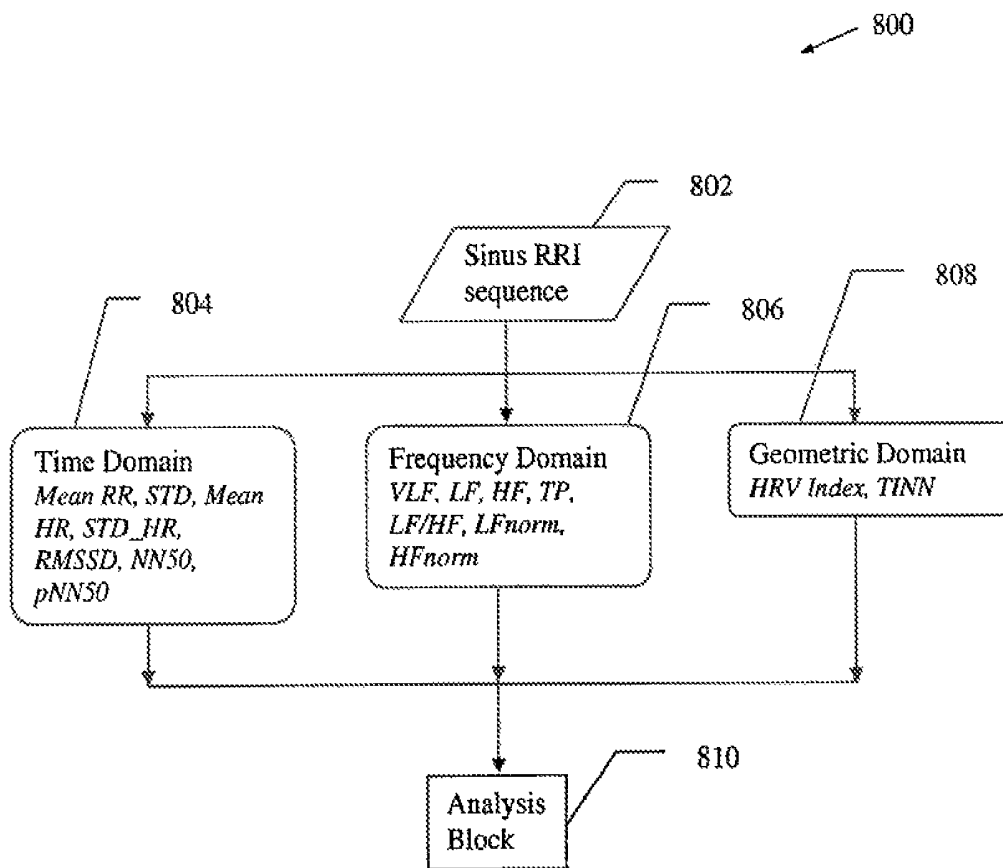 800
802
Sinus RRI
sequence
804
806
808
Time Domain
Mean RR, STD, Mean
HR, STD_HR,
RMSSD, NN50,
pNN50
Frequency Domain
VLF, LF, HF, TP,
LF/HF, LFnorm,
HFnorm
Geometric Domain
HRV Index, TINN
810
Analysis
Block